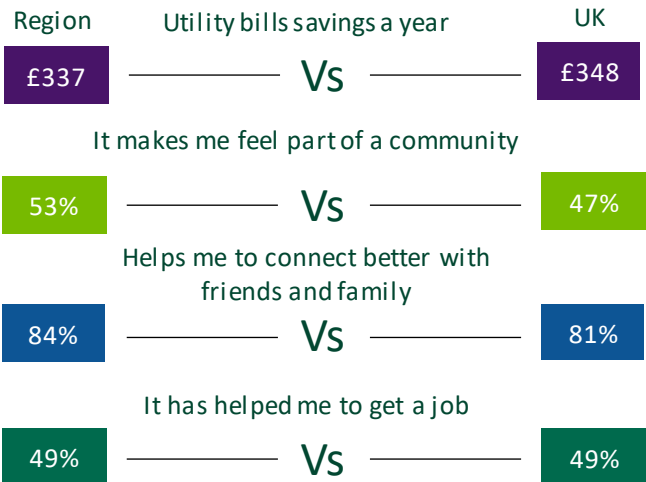 Region Utility bills savings a year UK
£337 Vs £348
It makes me feel part of a community
53% Vs 47%
Helps me to connect better with
friends and family
84% Vs 81%
It has helped me to get a job
49% Vs 49%